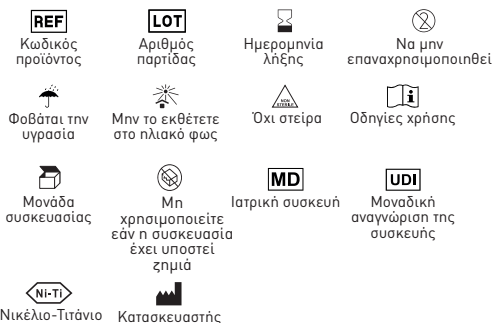 REF
LOT
2
Κωδικός
προϊόντος
Αριθμός
παρτίδας
Ημερομηνία
λήξης
Να μην
επαναχρησιμοποιηθεί
NON
STERILE
i
Φοβάται την
υγρασία
Μην το εκθέτετε
στο ηλιακό φως
Όχι στείρα
Οδηγίες χρήσης
MD
UDI
Μονάδα
συσκευασίας
Μη
χρησιμοποιείτε
εάν η συσκευασία
έχει υποστεί
ζημιά
Ιατρική συσκευή
Μοναδική
αναγνώριση της
συσκευής
Ni-Ti
Νικέλιο-Τιτάνιο
Κατασκευαστής